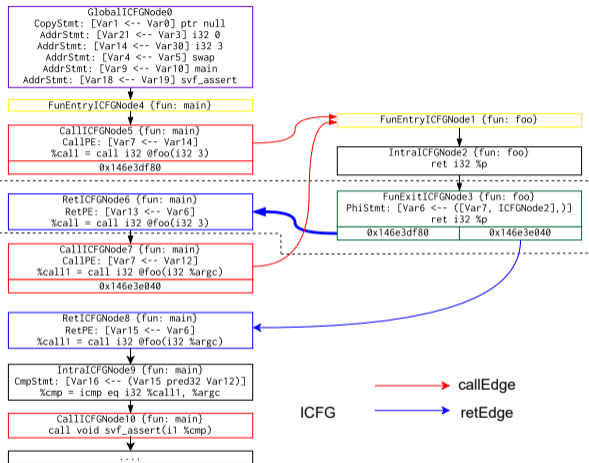 GlobalICFGNode0
CopyStmt: [Var1 <-- Var0] ptr null
AddrStmt: [Var21 <-- Var3] i32 0
AddrStmt: [Var14 <-- Var30] i32 3
AddrStmt: [Var4 <-- Var5] swap
AddrStmt: [Var9 <-- Var10] main
AddrStmt: [Var18 <-- Var19] svf_assert
FunEntryICFGNode4 {fun: main}
CallICFGNode5 {fun: main}
CallPE: [Var7 <-- Var14]
%call = call i32 @foo(i32 3)
0x146e3df80
RetICFGNode6 {fun: main}
RetPE: [Var13 <-- Var6]
%call = call i32 @foo(i32 3)
CallICFGNode7 {fun: main}
CallPE: [Var7 <-- Var12]
%call1 = call i32 @foo(i32 %argc)
0x146e3e040
RetICFGNode8 {fun: main}
RetPE: [Var15 <-- Var6]
%call1 = call i32 @foo(i32 %argc)
IntraICFGNode9 {fun: main}
CmpStmt: [Var16 <-- (Var15 pred32 Var12)]
%cmp = icmp eq i32 %call1, %argc
CallICFGNode10 {fun: main}
call void svf_assert(i1 %cmp)
....
FunEntryICFGNode1 {fun: foo}
IntraICFGNode2 {fun: foo}
ret i32 %p
FunExitICFGNode3 {fun: foo}
PhiStmt: [Var6 <-- ([Var7, ICFGNode2],)]
ret i32 %p
0x146e3df80 0x146e3e040
ICFG
callEdge
retEdge